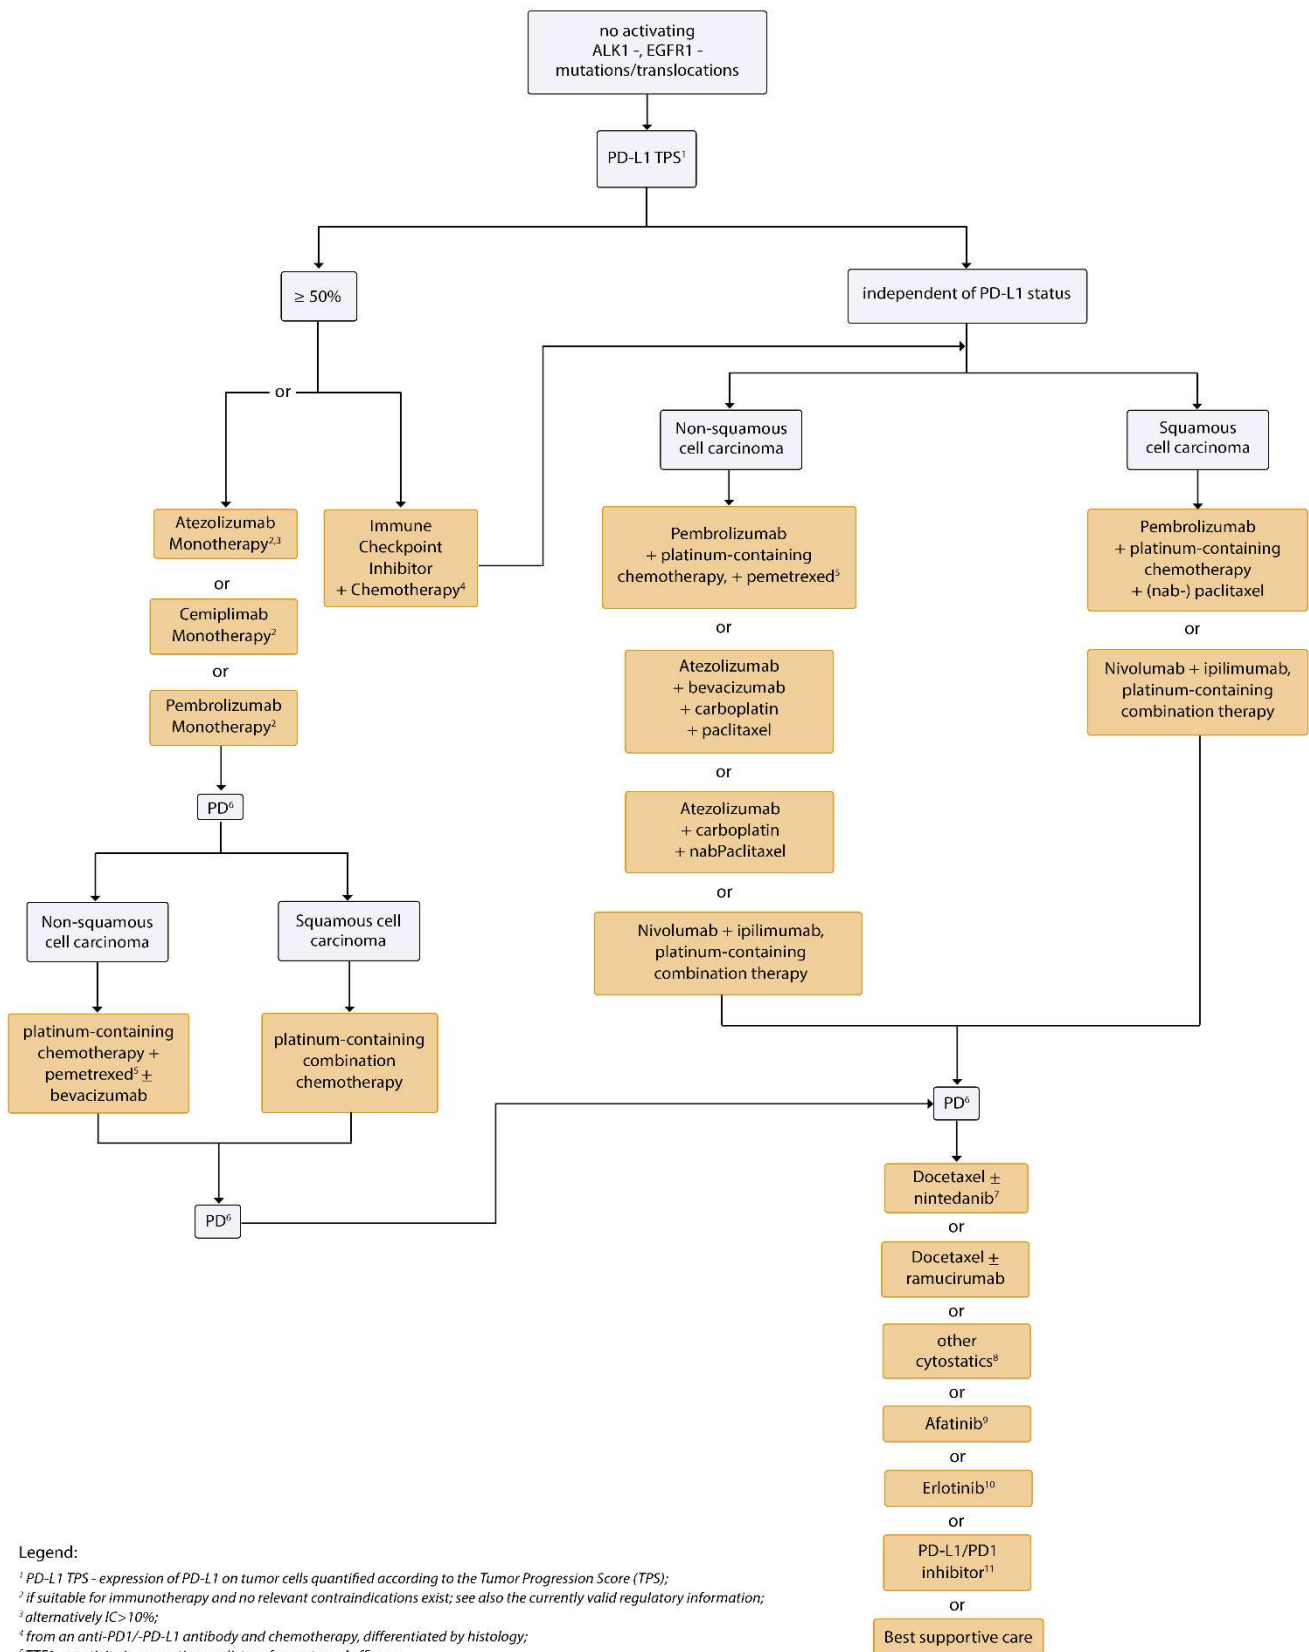 no activating
ALK1 -, EGFR1 -
mutations/translocations
PD-L1 TPS¹
≥ 50%
independent of PD-L1 status
or
Non-squamous
cell carcinoma
Squamous
cell carcinoma
Atezolizumab
Monotherapy²,³
or
Cemiplimab
Monotherapy²
or
Pembrolizumab
Monotherapy²
Immune
Checkpoint
Inhibitor
+ Chemotherapy⁴
Pembrolizumab
+ platinum-containing
chemotherapy, + pemetrexed⁵
or
Atezolizumab
+ bevacizumab
+ carboplatin
+ paclitaxel
or
Atezolizumab
+ carboplatin
+ nabPaclitaxel
or
Nivolumab + ipilimumab,
platinum-containing
combination therapy
Pembrolizumab
+ platinum-containing
chemotherapy
+ (nab-) paclitaxel
or
Nivolumab + ipilimumab,
platinum-containing
combination therapy
PD⁶
Non-squamous
cell carcinoma
Squamous cell
carcinoma
platinum-containing
chemotherapy +
pemetrexed⁵ ±
bevacizumab
platinum-containing
combination
chemotherapy
PD⁶
PD⁶
Docetaxel ±
nintedanib⁷
or
Docetaxel ±
ramucirumab
or
other
cytostatics⁸
or
Afatinib⁹
or
Erlotinib¹⁰
or
PD-L1/PD1
inhibitor¹¹
or
Best supportive care
Legend:
¹ PD-L1 TPS - expression of PD-L1 on tumor cells quantified according to the Tumor Progression Score (TPS);
² if suitable for immunotherapy and no relevant contraindications exist; see also the currently valid regulatory information;
³ alternatively IC>10%;
⁴ from an anti-PD1/-PD-L1 antibody and chemotherapy, differentiated by histology;